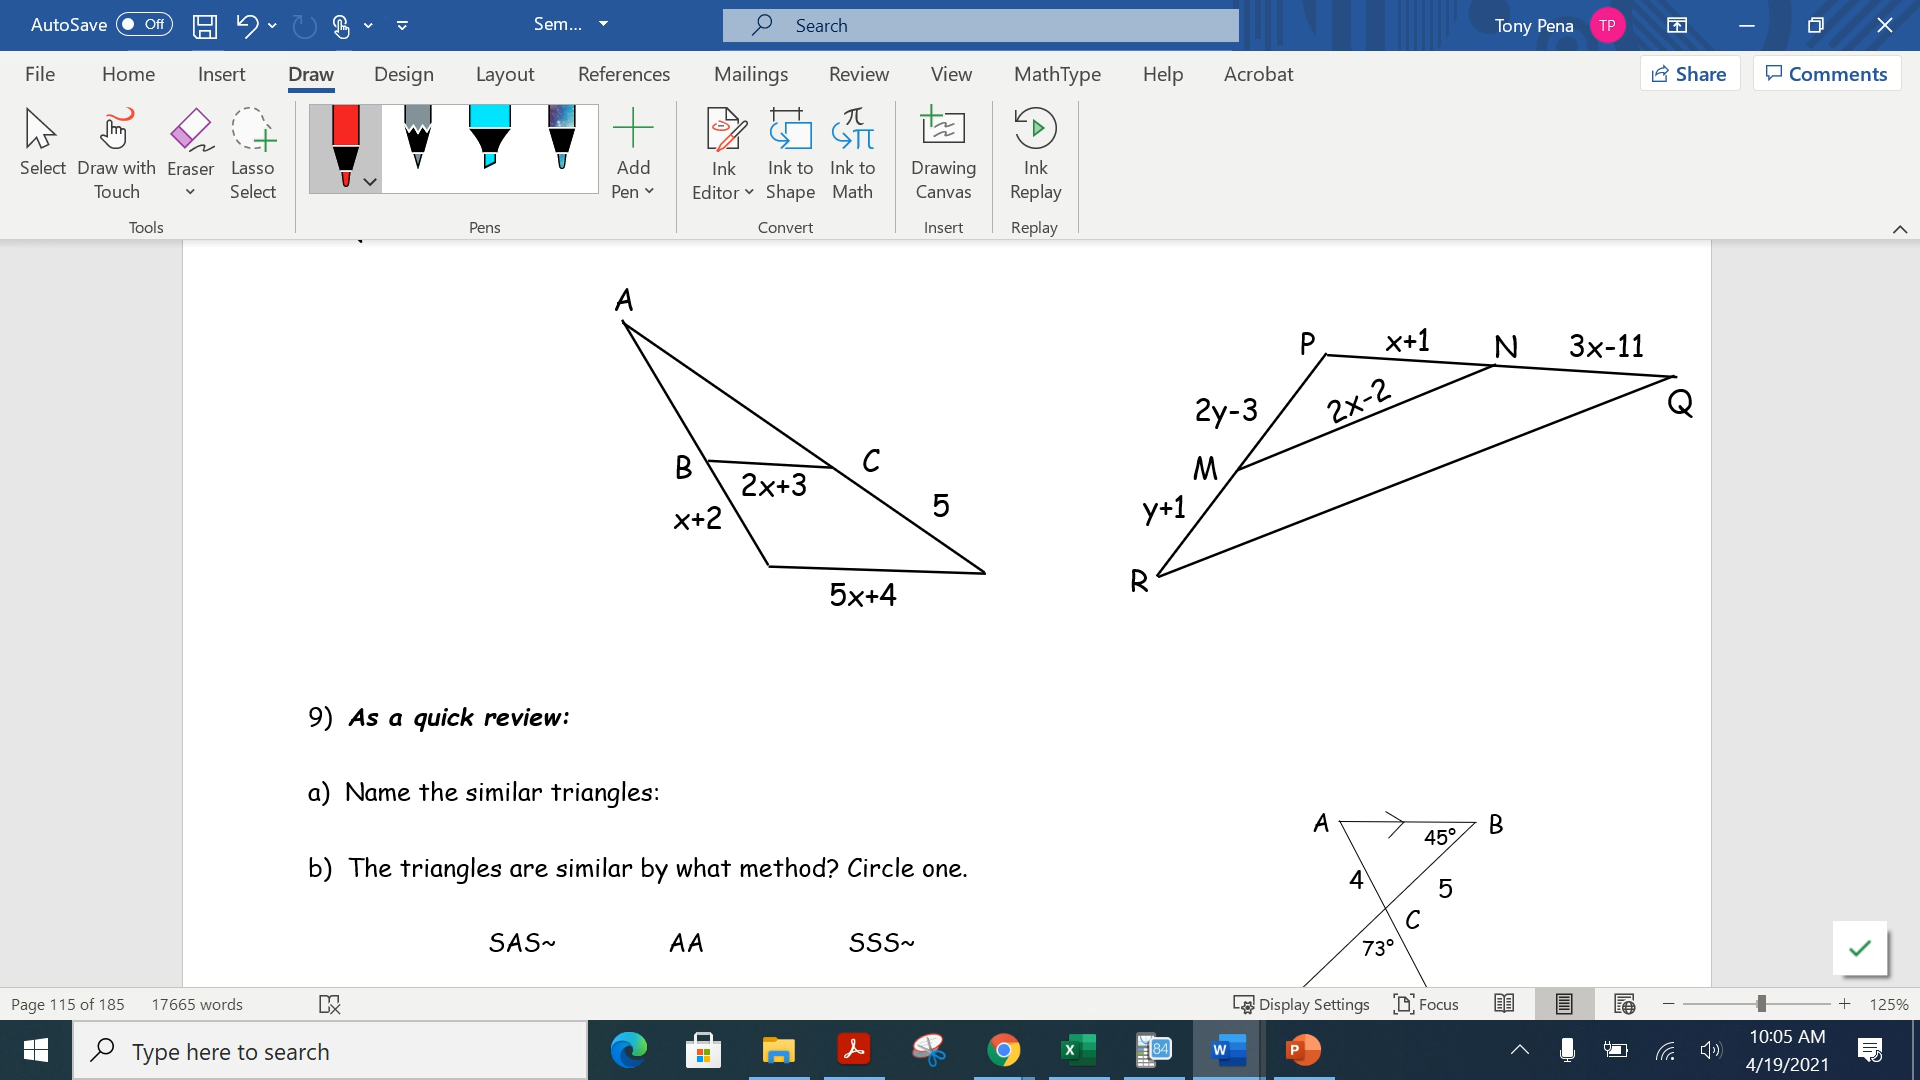 AutoSave Off Sem... Search Tony Pena TP
File Home Insert Draw Design Layout References Mailings Review View MathType Help Acrobat Share Comments
Select Draw with Touch Eraser Lasso Select Add Pen Ink Editor Ink to Shape Ink to Math Drawing Canvas Ink Replay
Tools Pens Convert Insert Replay
A
B
C
2x+3
x+2
5
5x+4
P
x+1
N
3x-11
Q
2y-3
2x-2
M
y+1
R
9) As a quick review:
a) Name the similar triangles:
b) The triangles are similar by what method? Circle one.
SAS~ AA SSS~
A
B
45°
4
5
C
73°
Page 115 of 185 17665 words Display Settings Focus 125%
Type here to search
84
10:05 AM
4/19/2021